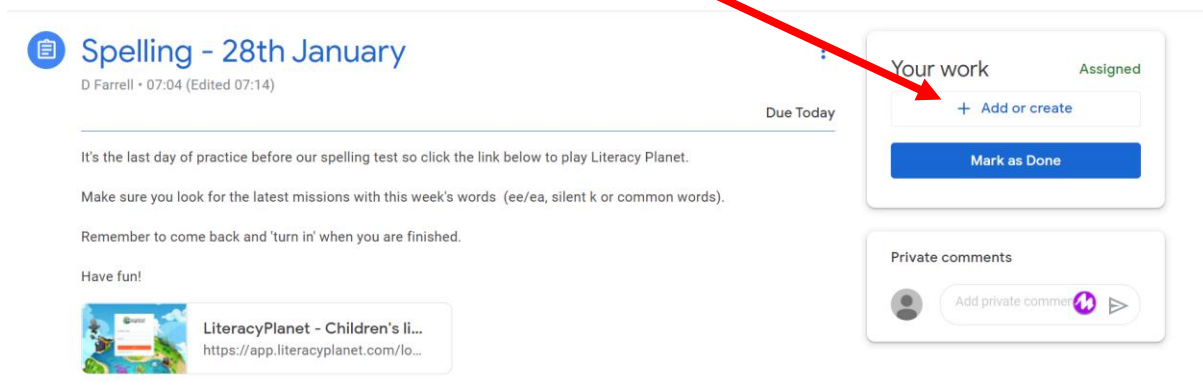 Spelling - 28th January
D Farrell • 07:04 (Edited 07:14)
Due Today
It's the last day of practice before our spelling test so click the link below to play Literacy Planet.
Make sure you look for the latest missions with this week's words (ee/ea, silent k or common words).
Remember to come back and 'turn in' when you are finished.
Have fun!
LiteracyPlanet - Children's li...
https://app.literacyplanet.com/lo...
Your work
Assigned
+ Add or create
Mark as Done
Private comments
Add private commen